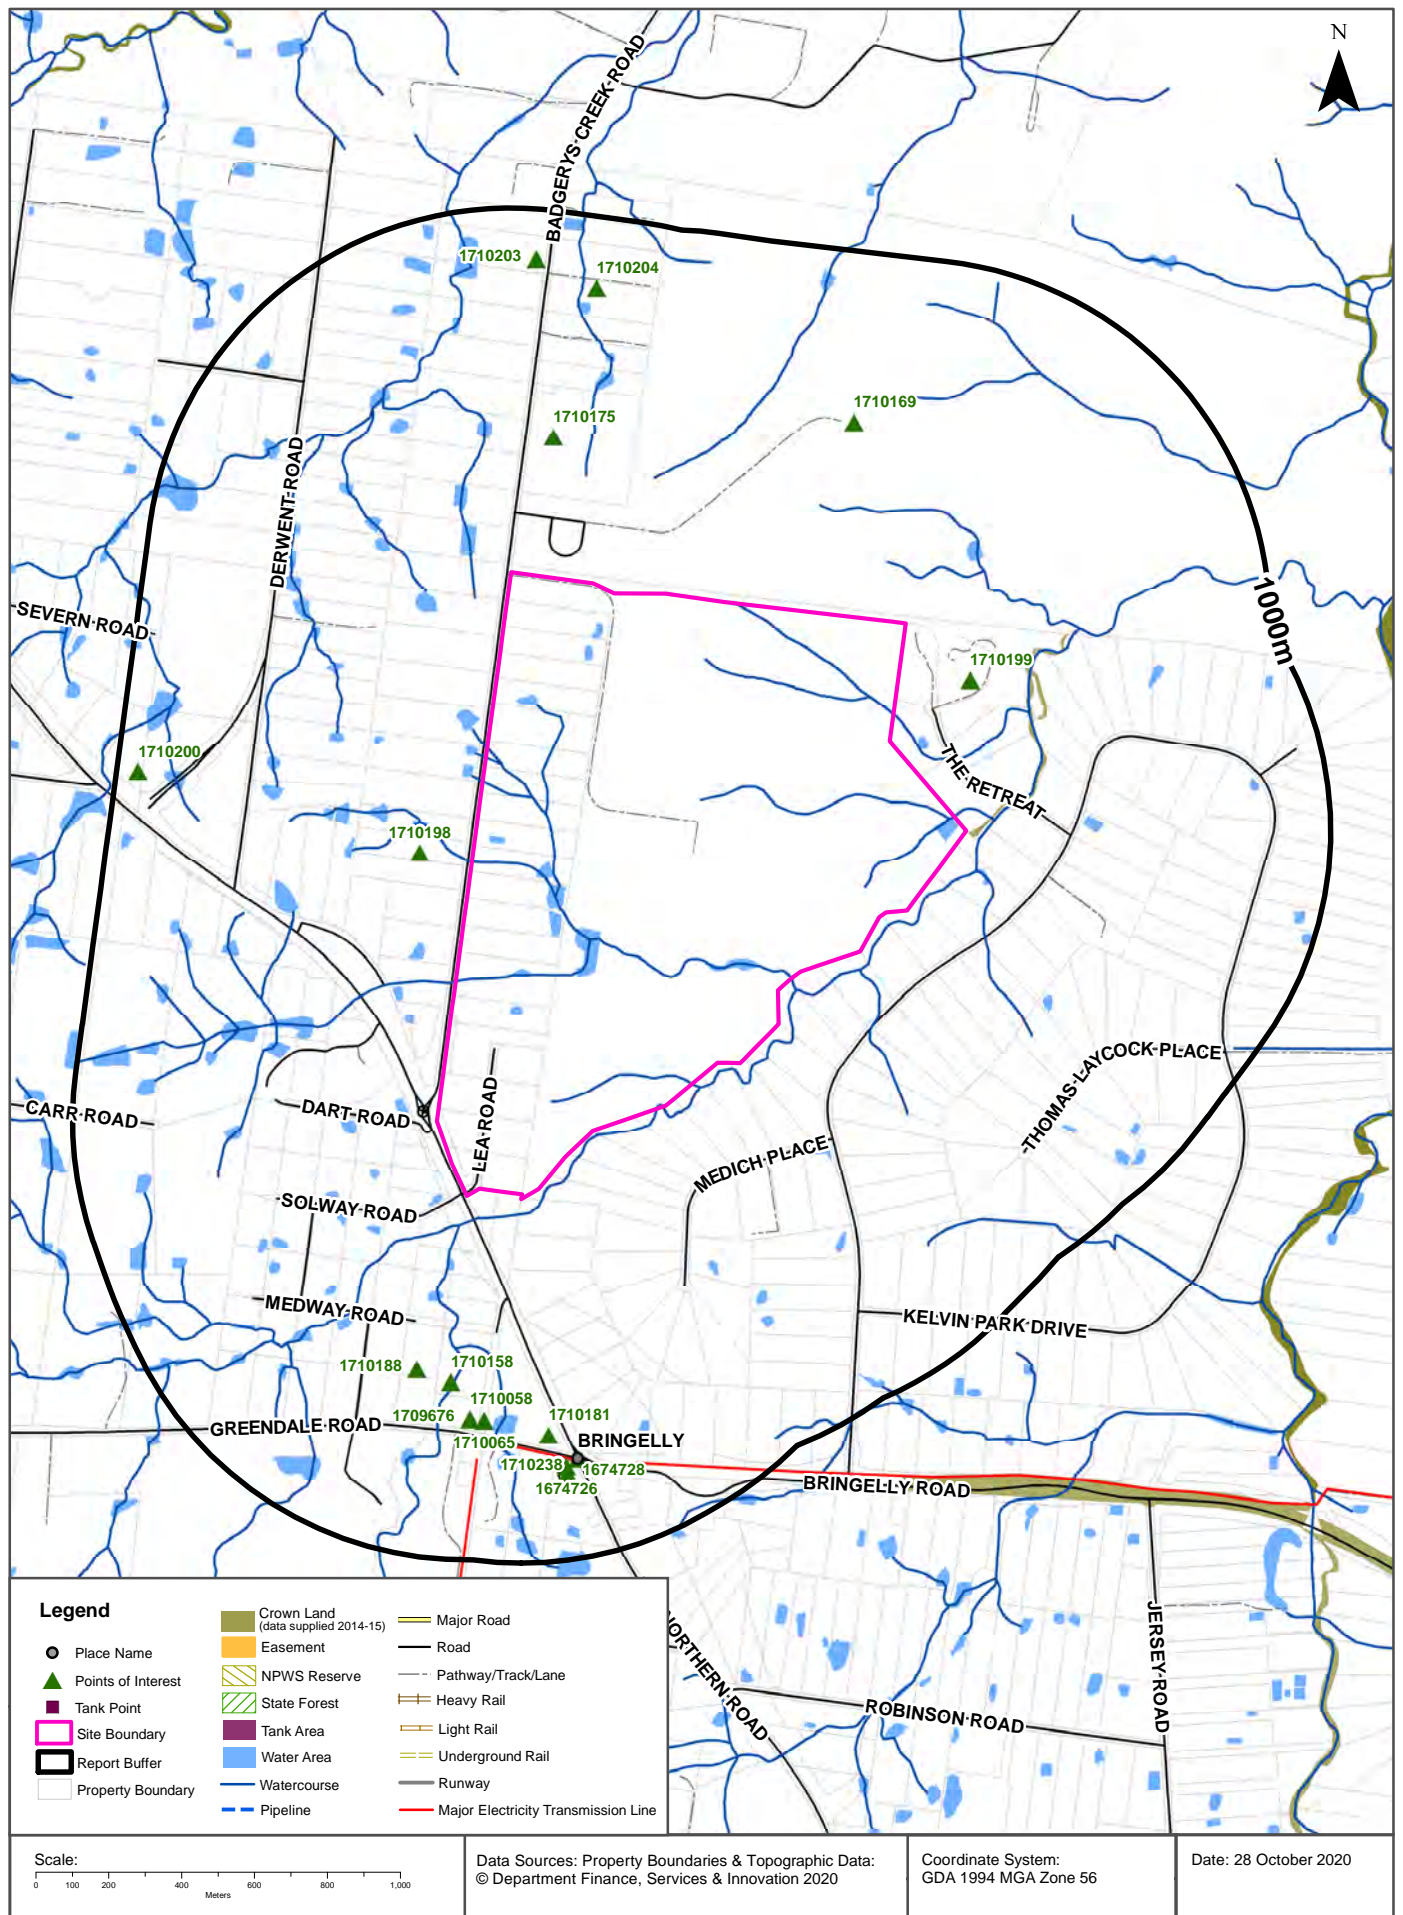 N
BADGERYS CREEK ROAD
1710203
1710204
1710175
1710169
DERWENT ROAD
SEVERN ROAD
1000m
1710199
1710200
THE RETREAT
1710198
THOMAS LAYCOCK PLACE
CARR ROAD
DART ROAD
LEA ROAD
MEDICH PLACE
SOLWAY ROAD
MEDWAY ROAD
KELVIN PARK DRIVE
1710188
1710158
1710058
1709676
1710181
GREENDALE ROAD
1710065
BRINGELLY
1710238
1674728
1674726
BRINGELLY ROAD
NORTHERN ROAD
JERSEY ROAD
ROBINSON ROAD
Legend
Place Name
Points of Interest
Tank Point
Site Boundary
Report Buffer
Property Boundary
Crown Land
(data supplied 2014-15)
Easement
NPWS Reserve
State Forest
Tank Area
Water Area
Watercourse
Pipeline
Major Road
Road
Pathway/Track/Lane
Heavy Rail
Light Rail
Underground Rail
Runway
Major Electricity Transmission Line
Scale:
0 100 200 400 600 800 1,000
Meters
Data Sources: Property Boundaries & Topographic Data:
© Department Finance, Services & Innovation 2020
Coordinate System:
GDA 1994 MGA Zone 56
Date: 28 October 2020